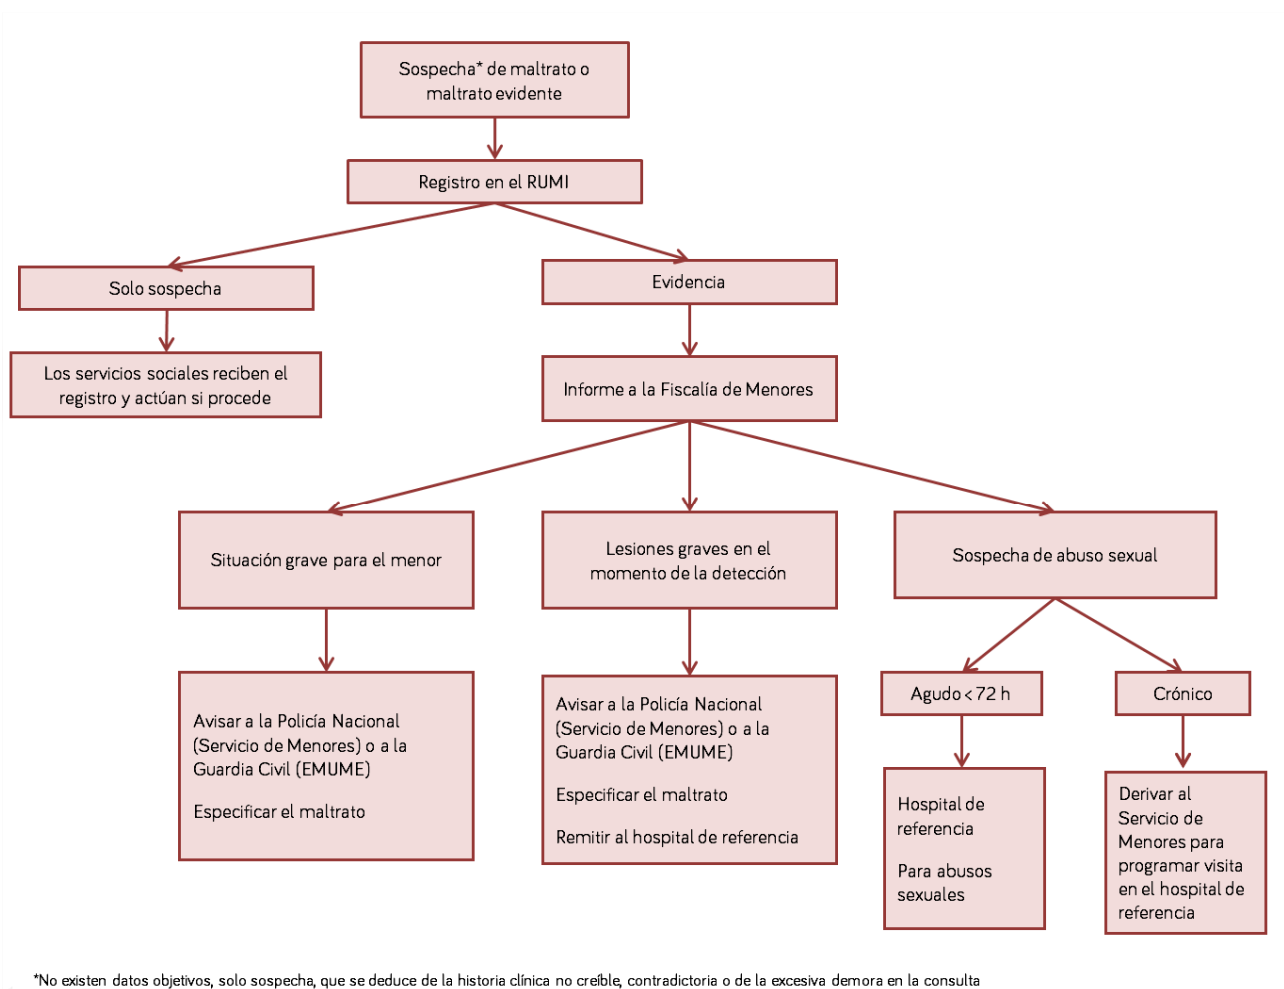 Sospecha* de maltrato o
maltrato evidente
Registro en el RUMI
Solo sospecha
Evidencia
Los servicios sociales reciben el
registro y actúan si procede
Informe a la Fiscalía de Menores
Situación grave para el menor
Lesiones graves en el
momento de la detección
Sospecha de abuso sexual
Avisar a la Policía Nacional
(Servicio de Menores) o a la
Guardia Civil (EMUME)
Especificar el maltrato
Avisar a la Policía Nacional
(Servicio de Menores) o a la
Guardia Civil (EMUME)
Especificar el maltrato
Remitir al hospital de referencia
Agudo < 72 h
Crónico
Hospital de
referencia
Para abusos
sexuales
Derivar al
Servicio de
Menores para
programar visita
en el hospital de
referencia
*No existen datos objetivos, solo sospecha, que se deduce de la historia clínica no creíble, contradictoria o de la excesiva demora en la consulta